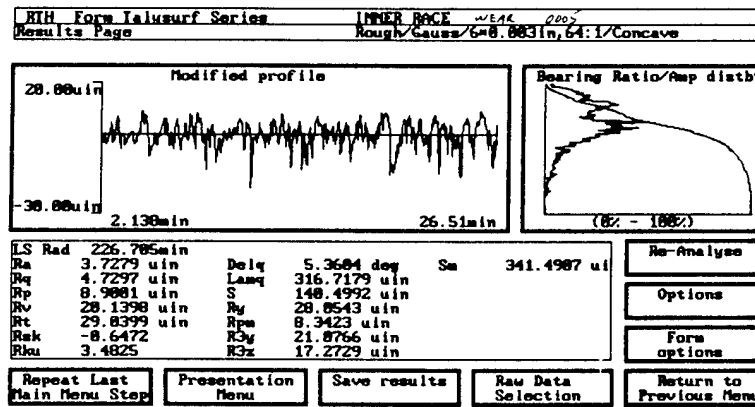 RTH Form Talysurf Series INNER RACE WEAR 000S
Results Page Rough/Gauss/6*0.003in,64:1/Concave
Modified profile
Bearing Ratio/Amp distb
20.00uin
-30.00uin
2.130min 26.51min
(0% - 100%)
LS Rad 226.705min
Ra 3.7279 uin Delq 5.3604 deg Sm 341.4907 ui
Rq 4.7297 uin Lamq 316.7179 uin
Rp 8.9001 uin S 140.4992 uin
Rv 20.1398 uin Ry 28.0543 uin
Rt 29.0399 uin Rpm 8.3423 uin
Rsk -0.6472 R3y 21.0766 uin
Rku 3.4825 R3z 17.2729 uin
Re-Analyse
Options
Form options
Repeat Last Main Menu Step
Presentation Menu
Save results
Raw Data Selection
Return to Previous Men